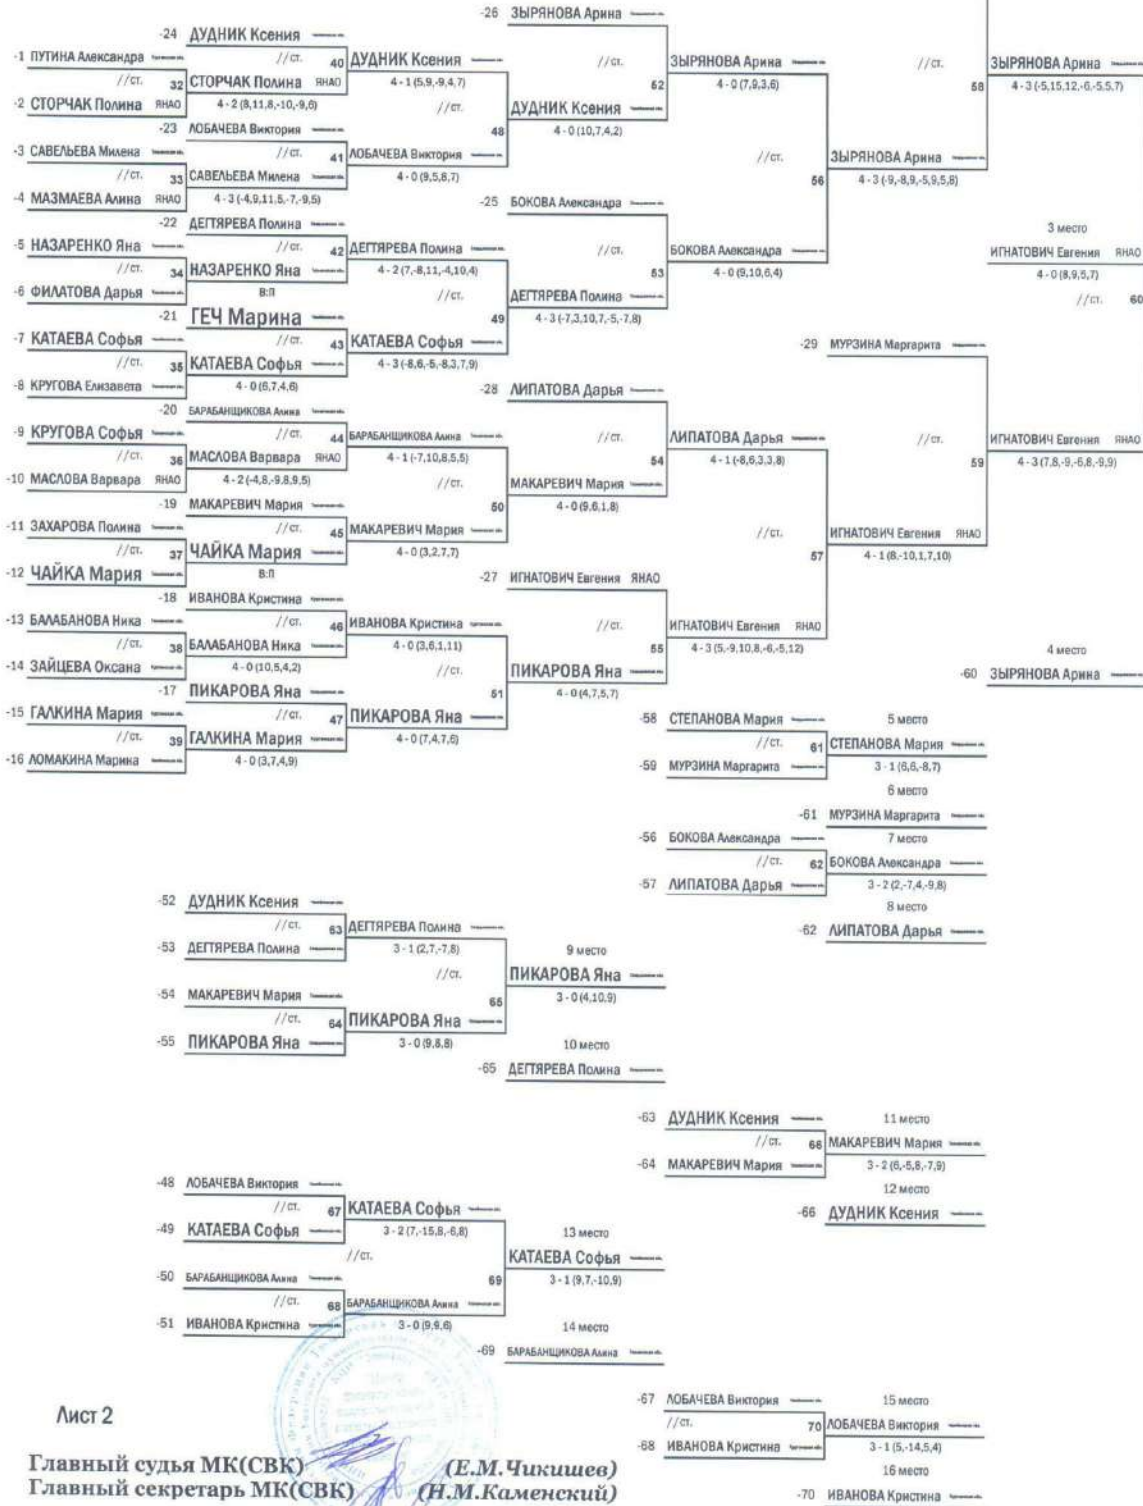 -26 ЗЫРЯНОВА Арина
-24 ДУДНИК Ксения
-1 ПУТИНА Александра
//ст. 40 ДУДНИК Ксения
//ст. ЗЫРЯНОВА Арина
//ст. ЗЫРЯНОВА Арина
//ст. 32 СТОРЧАК Полина ЯНАО
4 - 1 (5,9,-9,4,7)
52 4 - 0 (7,9,3,6)
58 4 - 3 (-5,15,12,-6,-5,5,7)
-2 СТОРЧАК Полина ЯНАО
4 - 2 (8,11,8,-10,-9,6)
//ст. ДУДНИК Ксения
-23 ЛОБАЧЕВА Виктория
48 4 - 0 (10,7,4,2)
-3 САВЕЛЬЕВА Милена
//ст. 41 ЛОБАЧЕВА Виктория
//ст. ЗЫРЯНОВА Арина
//ст. 33 САВЕЛЬЕВА Милена
4 - 0 (9,5,8,7)
56 4 - 3 (-9,-8,9,-5,9,5,8)
-4 МАЗМАЕВА Алина ЯНАО
4 - 3 (-4,9,11,5,-7,-9,5)
-25 БОКОВА Александра
-22 ДЕГТЯРЕВА Полина
3 место
-5 НАЗАРЕНКО Яна
//ст. 42 ДЕГТЯРЕВА Полина
//ст. БОКОВА Александра
ИГНАТОВИЧ Евгения ЯНАО
//ст. 34 НАЗАРЕНКО Яна
4 - 2 (7,-8,11,-4,10,4)
53 4 - 0 (9,10,6,4)
4 - 0 (8,9,5,7)
-6 ФИЛАТОВА Дарья
В:П
//ст. ДЕГТЯРЕВА Полина
//ст. 60
-21 ГЕЧ Марина
49 4 - 3 (-7,3,10,7,-5,-7,8)
-7 КАТАЕВА Софья
//ст. 43 КАТАЕВА Софья
-29 МУРЗИНА Маргарита
//ст. 35 КАТАЕВА Софья
4 - 3 (-8,6,-5,-8,3,7,9)
-8 КРУГОВА Елизавета
4 - 0 (6,7,4,6)
-28 ЛИПАТОВА Дарья
-20 БАРАБАНЩИКОВА Алина
-9 КРУГОВА Софья
//ст. 44 БАРАБАНЩИКОВА Алина
//ст. ЛИПАТОВА Дарья
//ст. ИГНАТОВИЧ Евгения ЯНАО
//ст. 36 МАСЛОВА Варвара ЯНАО
4 - 1 (-7,10,8,5,5)
54 4 - 1 (-8,6,3,3,8)
59 4 - 3 (7,8,-9,-6,8,-9,9)
-10 МАСЛОВА Варвара ЯНАО
4 - 2 (-4,8,-9,8,9,5)
//ст. МАКАРЕВИЧ Мария
-19 МАКАРЕВИЧ Мария
50 4 - 0 (9,6,1,8)
-11 ЗАХАРОВА Полина
//ст. 45 МАКАРЕВИЧ Мария
//ст. ИГНАТОВИЧ Евгения ЯНАО
//ст. 37 ЧАЙКА Мария
4 - 0 (3,2,7,7)
57 4 - 1 (8,-10,1,7,10)
-12 ЧАЙКА Мария
В:П
-27 ИГНАТОВИЧ Евгения ЯНАО
-18 ИВАНОВА Кристина
-13 БАЛАБАНОВА Ника
//ст. 46 ИВАНОВА Кристина
//ст. ИГНАТОВИЧ Евгения ЯНАО
//ст. 38 БАЛАБАНОВА Ника
4 - 0 (3,6,1,11)
55 4 - 3 (5,-9,10,8,-6,-5,12)
4 место
-14 ЗАЙЦЕВА Оксана
4 - 0 (10,5,4,2)
//ст. ПИКАРОВА Яна
-60 ЗЫРЯНОВА Арина
-17 ПИКАРОВА Яна
51 4 - 0 (4,7,5,7)
-15 ГАЛКИНА Мария
//ст. 47 ПИКАРОВА Яна
-58 СТЕПАНОВА Мария
5 место
//ст. 39 ГАЛКИНА Мария
4 - 0 (7,4,7,6)
//ст. 61 СТЕПАНОВА Мария
-16 ЛОМАКИНА Марина
4 - 0 (3,7,4,9)
-59 МУРЗИНА Маргарита
3 - 1 (6,6,-8,7)
6 место
-61 МУРЗИНА Маргарита
-56 БОКОВА Александра
7 место
//ст. 62 БОКОВА Александра
-57 ЛИПАТОВА Дарья
3 - 2 (2,-7,4,-9,8)
8 место
-52 ДУДНИК Ксения
-62 ЛИПАТОВА Дарья
//ст. 63 ДЕГТЯРЕВА Полина
-53 ДЕГТЯРЕВА Полина
3 - 1 (2,7,-7,8)
9 место
//ст. ПИКАРОВА Яна
-54 МАКАРЕВИЧ Мария
65 3 - 0 (4,10,9)
//ст. 64 ПИКАРОВА Яна
-55 ПИКАРОВА Яна
3 - 0 (9,8,8)
10 место
-65 ДЕГТЯРЕВА Полина
-63 ДУДНИК Ксения
11 место
//ст. 66 МАКАРЕВИЧ Мария
-64 МАКАРЕВИЧ Мария
3 - 2 (6,-5,8,-7,9)
12 место
-48 ЛОБАЧЕВА Виктория
-66 ДУДНИК Ксения
//ст. 67 КАТАЕВА Софья
-49 КАТАЕВА Софья
3 - 2 (7,-15,8,-6,8)
13 место
//ст. КАТАЕВА Софья
-50 БАРАБАНЩИКОВА Алина
69 3 - 1 (9,7,-10,9)
//ст. 68 БАРАБАНЩИКОВА Алина
-51 ИВАНОВА Кристина
3 - 0 (9,9,6)
14 место
-69 БАРАБАНЩИКОВА Алина
-67 ЛОБАЧЕВА Виктория
15 место
Лист 2
//ст. 70 ЛОБАЧЕВА Виктория
-68 ИВАНОВА Кристина
3 - 1 (5,-14,5,4)
Главный судья МК(СВК) (Е.М.Чикишев)
16 место
Главный секретарь МК(СВК) (Н.М.Каменский)
-70 ИВАНОВА Кристина